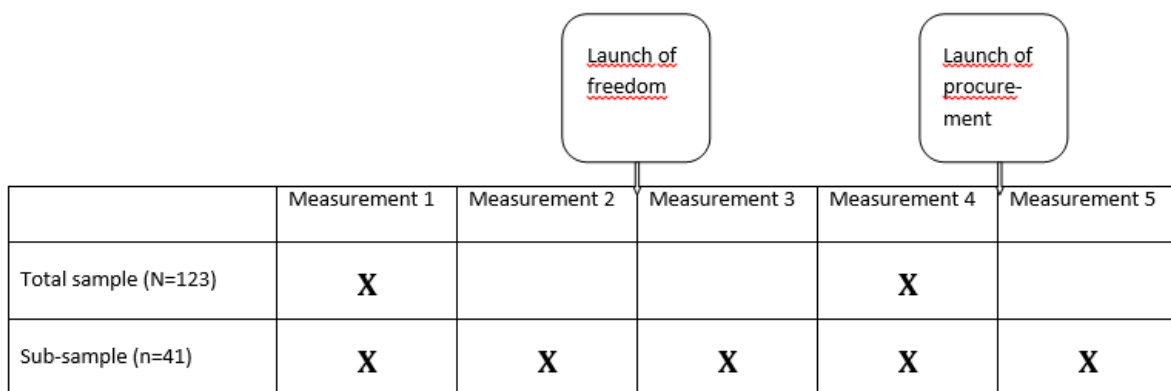 Launch of
freedom
Launch of
procure-
ment
Measurement 1 Measurement 2 Measurement 3 Measurement 4 Measurement 5
Total sample (N=123) X X
Sub-sample (n=41) X X X X X